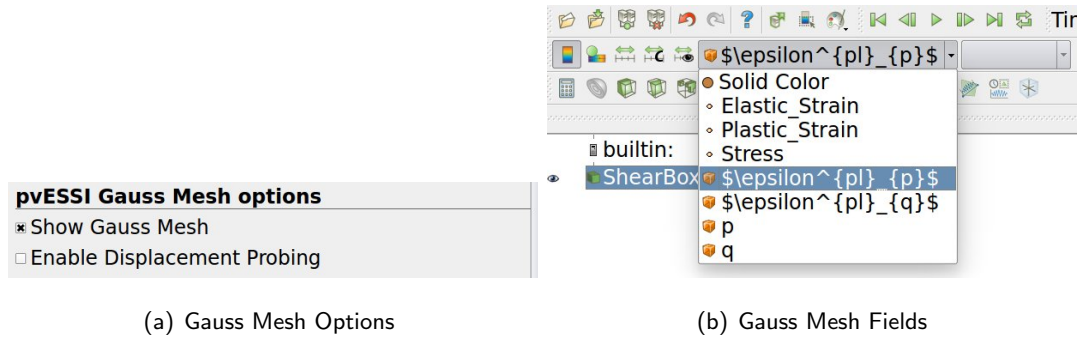 Tir
$\epsilon^{pl}_{p}$
Solid Color
Elastic_Strain
Plastic_Strain
Stress
builtin:
ShearBox
$\epsilon^{pl}_{p}$
$\epsilon^{pl}_{q}$
p
q
pvESSI Gauss Mesh options
Show Gauss Mesh
Enable Displacement Probing
(a) Gauss Mesh Options
(b) Gauss Mesh Fields